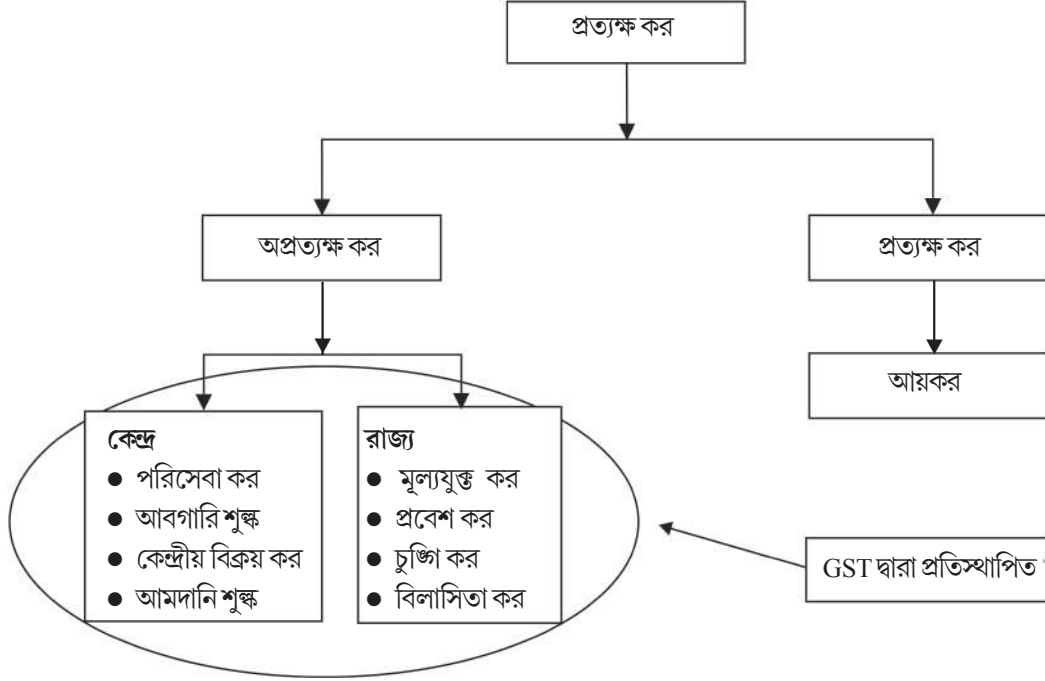 প্রত্যক্ষ কর
অপ্রত্যক্ষ কর
প্রত্যক্ষ কর
আয়কর
কেন্দ্র
● পরিসেবা কর
● আবগারি শুল্ক
● কেন্দ্রীয় বিক্রয় কর
● আমদানি শুল্ক
রাজ্য
● মূল্যযুক্ত কর
● প্রবেশ কর
● চুঙ্গি কর
● বিলাসিতা কর
GST দ্বারা প্রতিস্থাপিত